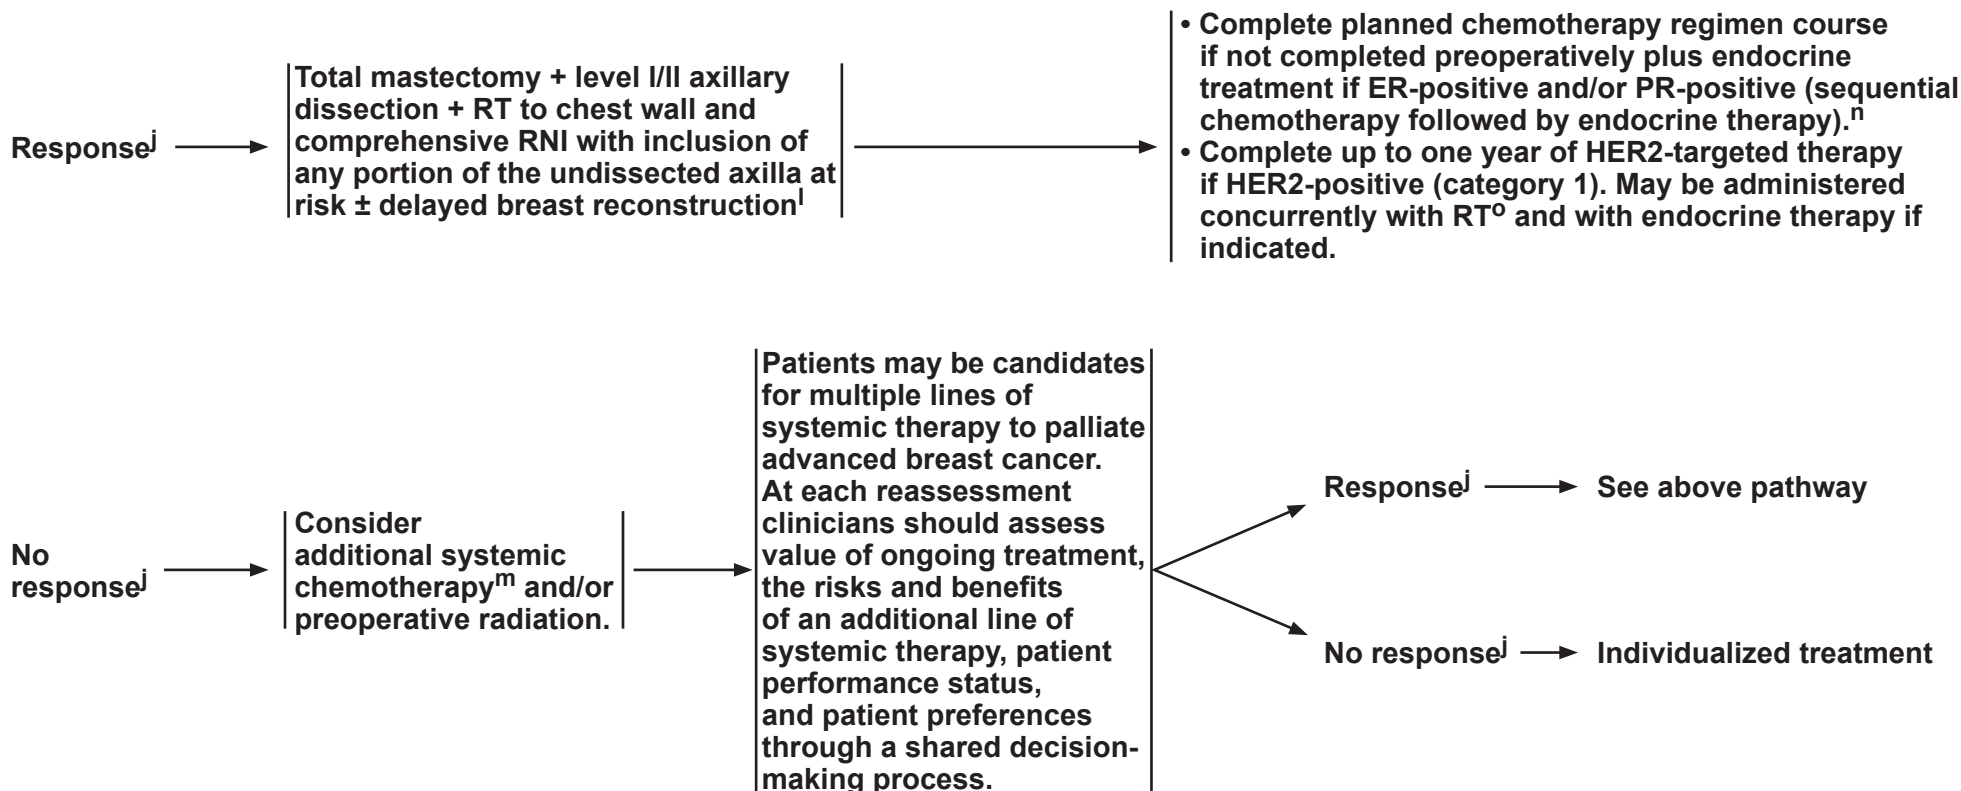 Responseʲ
Total mastectomy + level I/II axillary
dissection + RT to chest wall and
comprehensive RNI with inclusion of
any portion of the undissected axilla at
risk ± delayed breast reconstructionˡ
• Complete planned chemotherapy regimen course
if not completed preoperatively plus endocrine
treatment if ER-positive and/or PR-positive (sequential
chemotherapy followed by endocrine therapy).ⁿ
• Complete up to one year of HER2-targeted therapy
if HER2-positive (category 1). May be administered
concurrently with RTᵒ and with endocrine therapy if
indicated.
No
responseʲ
Consider
additional systemic
chemotherapyᵐ and/or
preoperative radiation.
Patients may be candidates
for multiple lines of
systemic therapy to palliate
advanced breast cancer.
At each reassessment
clinicians should assess
value of ongoing treatment,
the risks and benefits
of an additional line of
systemic therapy, patient
performance status,
and patient preferences
through a shared decision-
making process.
Responseʲ
See above pathway
No responseʲ
Individualized treatment